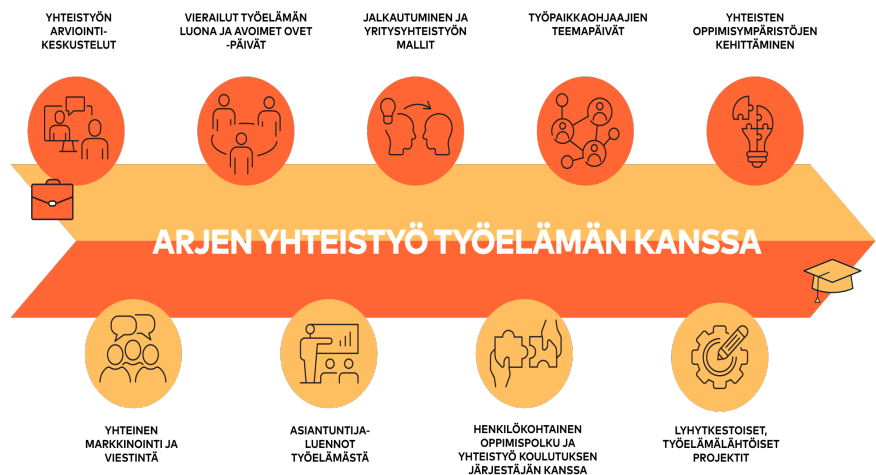 YHTEISTYÖN
ARVIOINTI-
KESKUSTELUT
VIERAILUT TYÖELÄMÄN
LUONA JA AVOIMET OVET
-PÄIVÄT
JALKAUTUMINEN JA
YRITYSYHTEISTYÖN
MALLIT
TYÖPAIKKAOHJAAJIEN
TEEMAPÄIVÄT
YHTEISTEN
OPPIMISYMPÄRISTÖJEN
KEHITTÄMINEN
ARJEN YHTEISTYÖ TYÖELÄMÄN KANSSA
YHTEINEN
MARKKINOINTI JA
VIESTINTÄ
ASIANTUNTIJA-
LUENNOT
TYÖELÄMÄSTÄ
HENKILÖKOHTAINEN
OPPIMISPOLKU JA
YHTEISTYÖ KOULUTUKSEN
JÄRJESTÄJÄN KANSSA
LYHYTKESTOISET,
TYÖELÄMÄLÄHTÖISET
PROJEKTIT